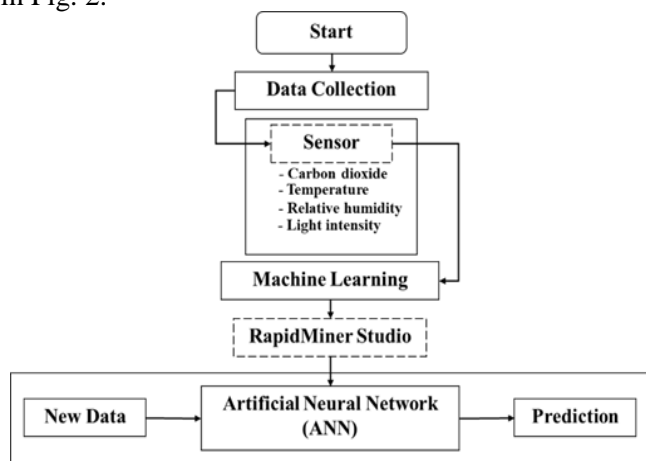 in Fig. 2.
Start
Data Collection
Sensor
- Carbon dioxide
- Temperature
- Relative humidity
- Light intensity
Machine Learning
RapidMiner Studio
New Data
Artificial Neural Network
(ANN)
Prediction